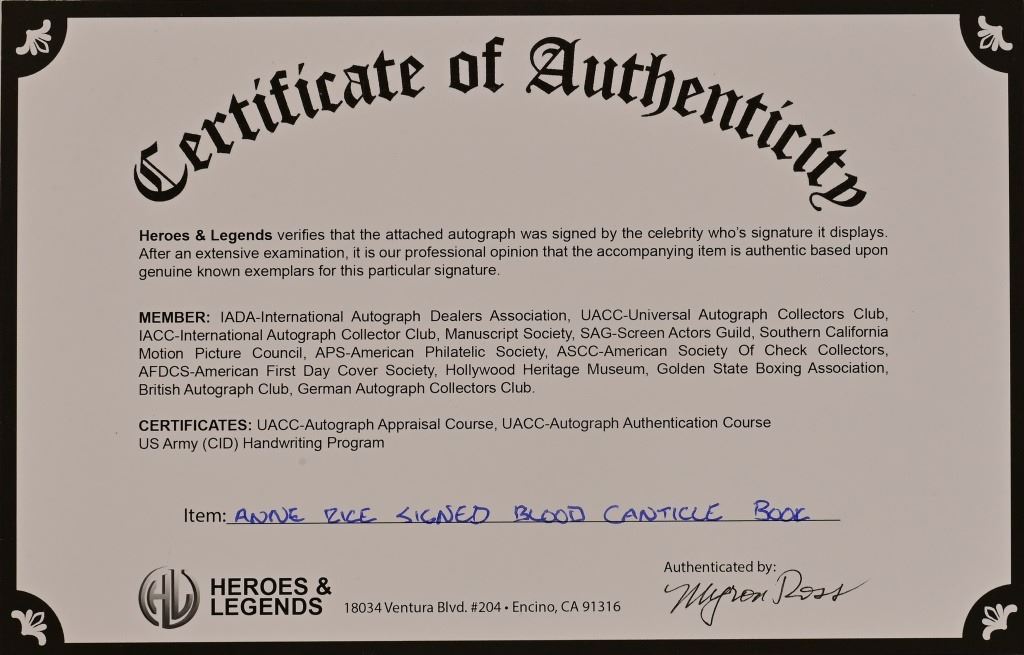 Certificate of Authenticity
Heroes & Legends verifies that the attached autograph was signed by the celebrity who's signature it displays.
After an extensive examination, it is our professional opinion that the accompanying item is authentic based upon
genuine known exemplars for this particular signature.
MEMBER: IADA-International Autograph Dealers Association, UACC-Universal Autograph Collectors Club,
IACC-International Autograph Collector Club, Manuscript Society, SAG-Screen Actors Guild, Southern California
Motion Picture Council, APS-American Philatelic Society, ASCC-American Society Of Check Collectors,
AFDCS-American First Day Cover Society, Hollywood Heritage Museum, Golden State Boxing Association,
British Autograph Club, German Autograph Collectors Club.
CERTIFICATES: UACC-Autograph Appraisal Course, UACC-Autograph Authentication Course
US Army (CID) Handwriting Program
Item: ANNE RICE SIGNED BLOOD CANTICLE BOOK
Authenticated by:
Myron Ross
HL HEROES &
LEGENDS 18034 Ventura Blvd. #204 • Encino, CA 91316